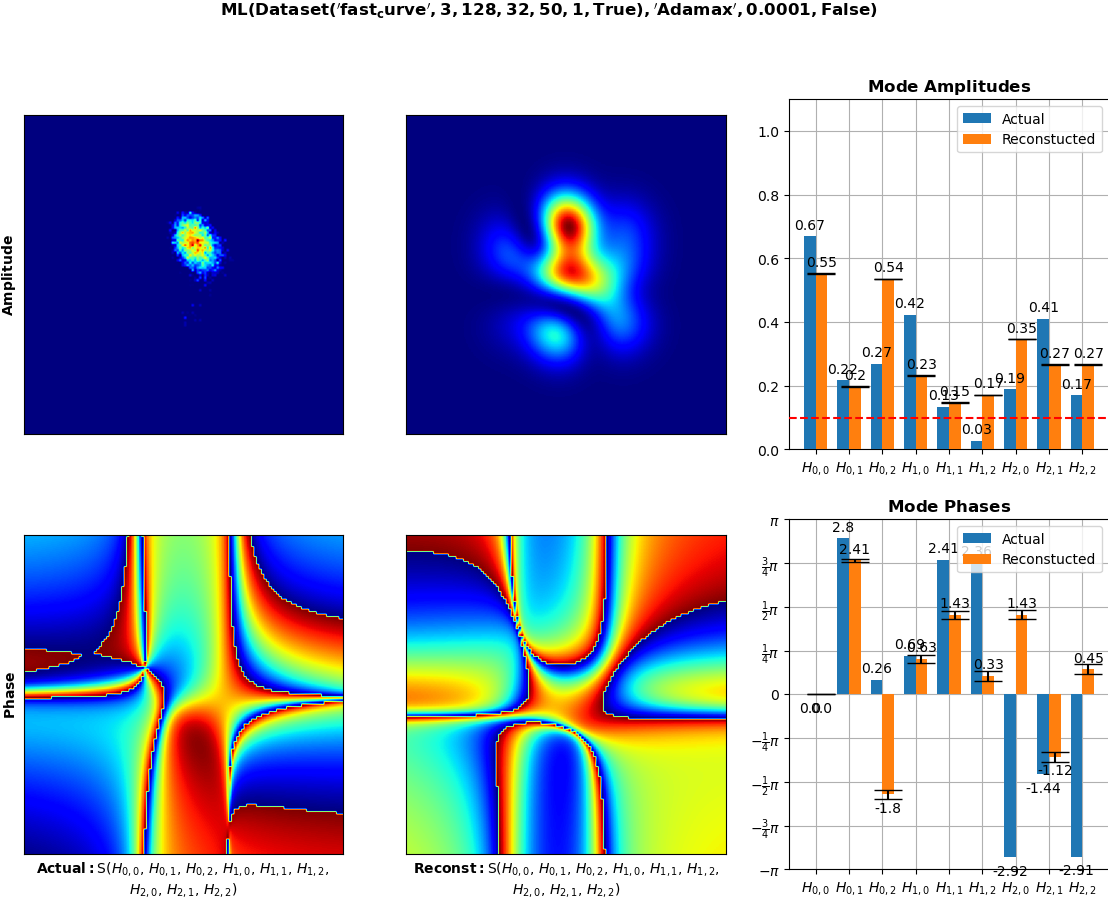 ML(Dataset('fast_curve', 3, 128, 32, 50, 1, True), 'Adamax', 0.0001, False)
Amplitude
Mode Amplitudes
Actual
Reconstucted
1.0
0.8
0.6
0.4
0.2
0.0
0.67
0.55
0.22
0.2
0.27
0.54
0.42
0.23
0.13
0.15
0.03
0.17
0.19
0.35
0.41
0.27
0.17
0.27
H0,0 H0,1 H0,2 H1,0 H1,1 H1,2 H2,0 H2,1 H2,2
Phase
Actual: S(H0,0, H0,1, H0,2, H1,0, H1,1, H1,2,
H2,0, H2,1, H2,2)
Reconst: S(H0,0, H0,1, H0,2, H1,0, H1,1, H1,2,
H2,0, H2,1, H2,2)
Mode Phases
Actual
Reconstucted
π
3/4π
1/2π
1/4π
0
−1/4π
−1/2π
−3/4π
−π
0.0
0.0
2.8
2.41
0.26
-1.8
0.69
0.63
2.41
1.43
2.36
0.33
-2.92
1.43
-1.44
-1.12
-2.91
0.45
H0,0 H0,1 H0,2 H1,0 H1,1 H1,2 H2,0 H2,1 H2,2